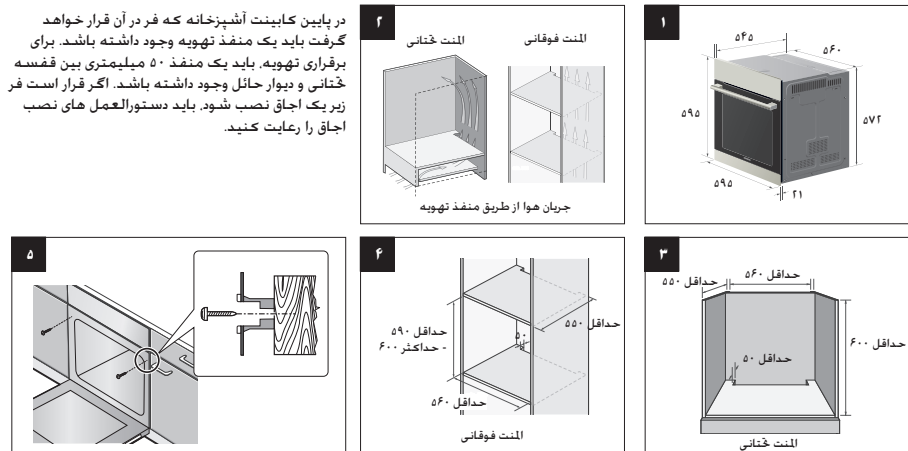 در پایین کابینت آشپزخانه که فر در آن قرار خواهد
گرفت باید یک منفذ تهویه وجود داشته باشد. برای
برقراری تهویه، باید یک منفذ ۵۰ میلیمتری بین قفسه
تحتانی و دیوار حائل وجود داشته باشد. اگر قرار است فر
زیر یک اجاق نصب شود، باید دستورالعمل های نصب
اجاق را رعایت کنید.
۱
۵۴۵
۵۶۰
۵۹۵
۵۷۲
۵۹۵
۲۱
۲
المنت فوقانی
المنت تحتانی
جریان هوا از طریق منفذ تهویه
۳
حداقل ۵۶۰
حداقل ۵۵۰
حداقل ۶۰۰
حداقل ۵۰
المنت تحتانی
۴
حداقل ۵۵۰
۵۰
حداقل ۵۹۰
- حداکثر ۶۰۰
حداقل ۵۶۰
المنت فوقانی
۵